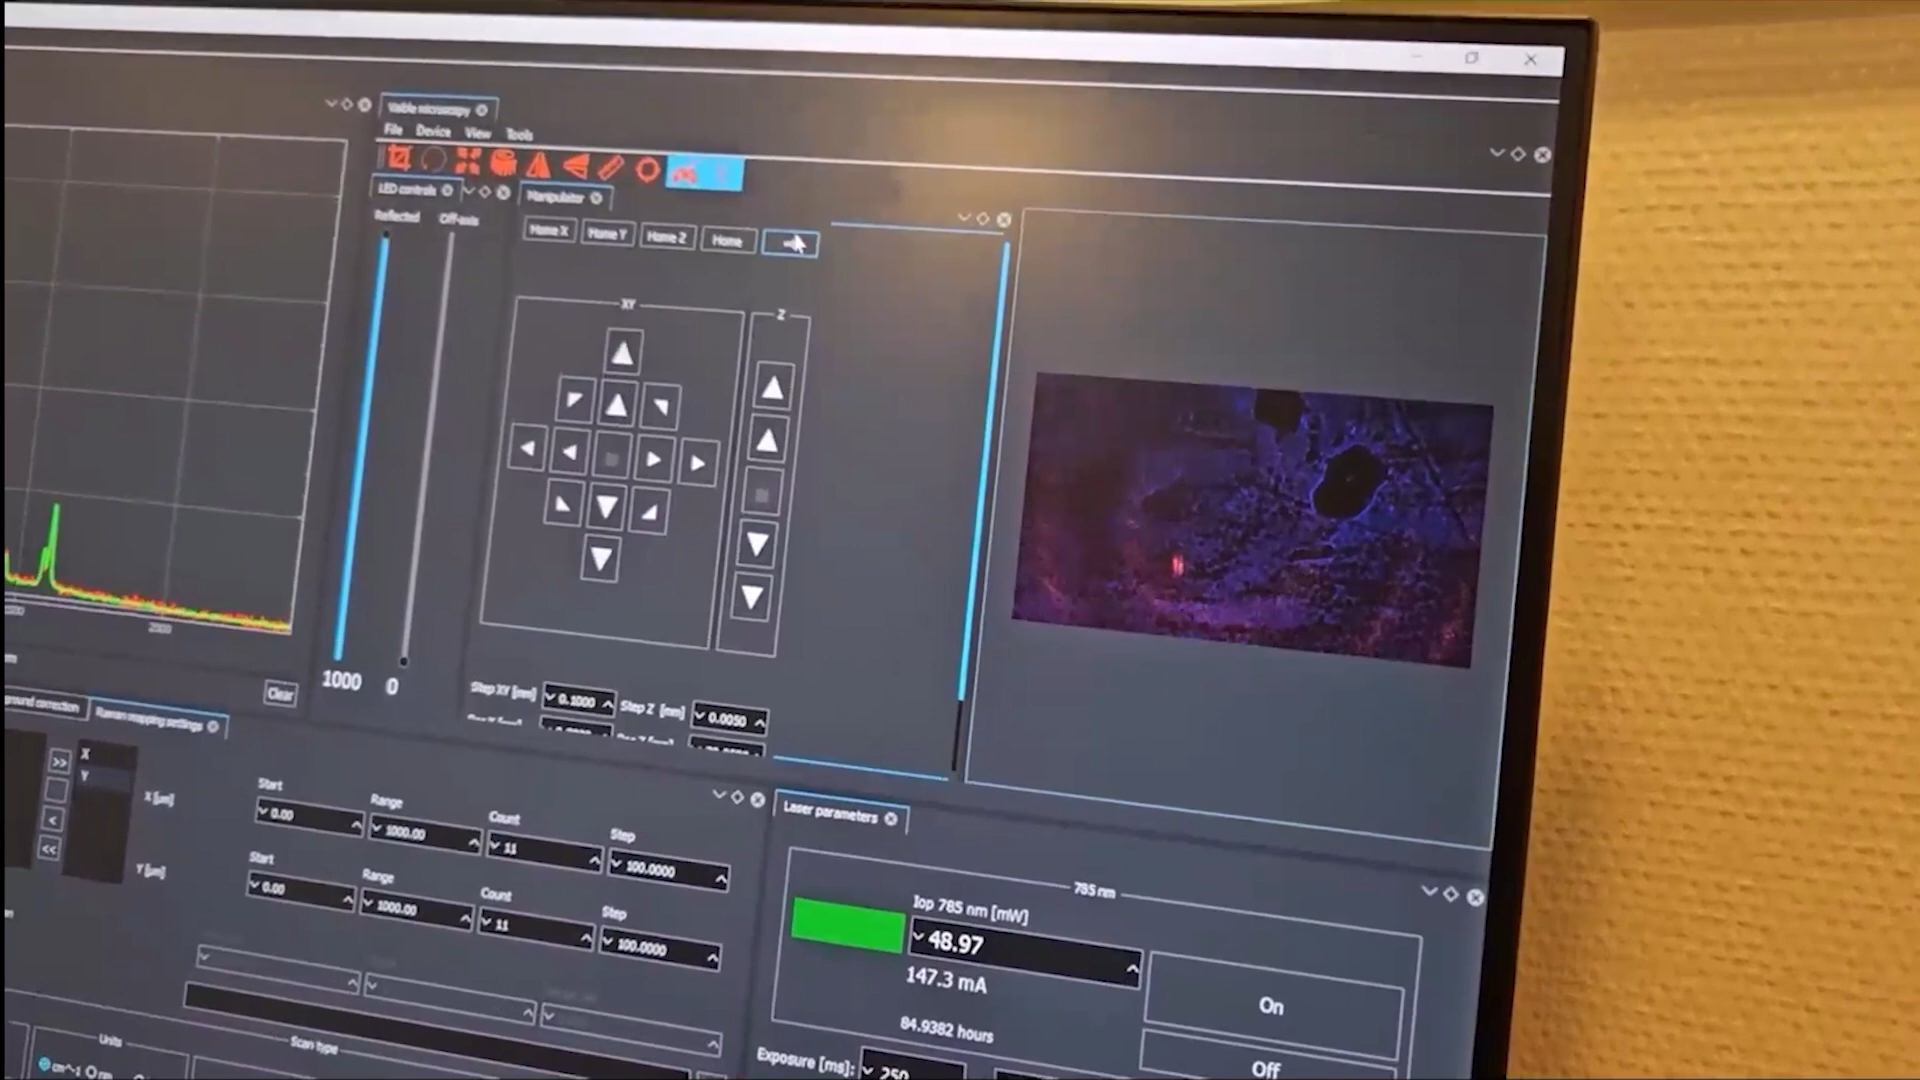 Visible microscopy
File Device View Tools
LED controls
Manipulator
Reflected Off-axis
Home X Home Y Home Z Home
XY
Z
1000 0
Step XY [mm] 0.1000 Step Z [mm] 0.0050
2000
Clear
Raman mapping settings
X
Y
>>
<
<<
X [µm]
Start Range Count Step
0.00 1000.00 11 100.0000
Y [µm]
Start Range Count Step
0.00 1000.00 11 100.0000
Units
cm^-1 nm
Scan type
Laser parameters
785 nm
Iop 785 nm [mW]
48.97
147.3 mA
84.9382 hours
On
Off
Exposure [ms]: 250